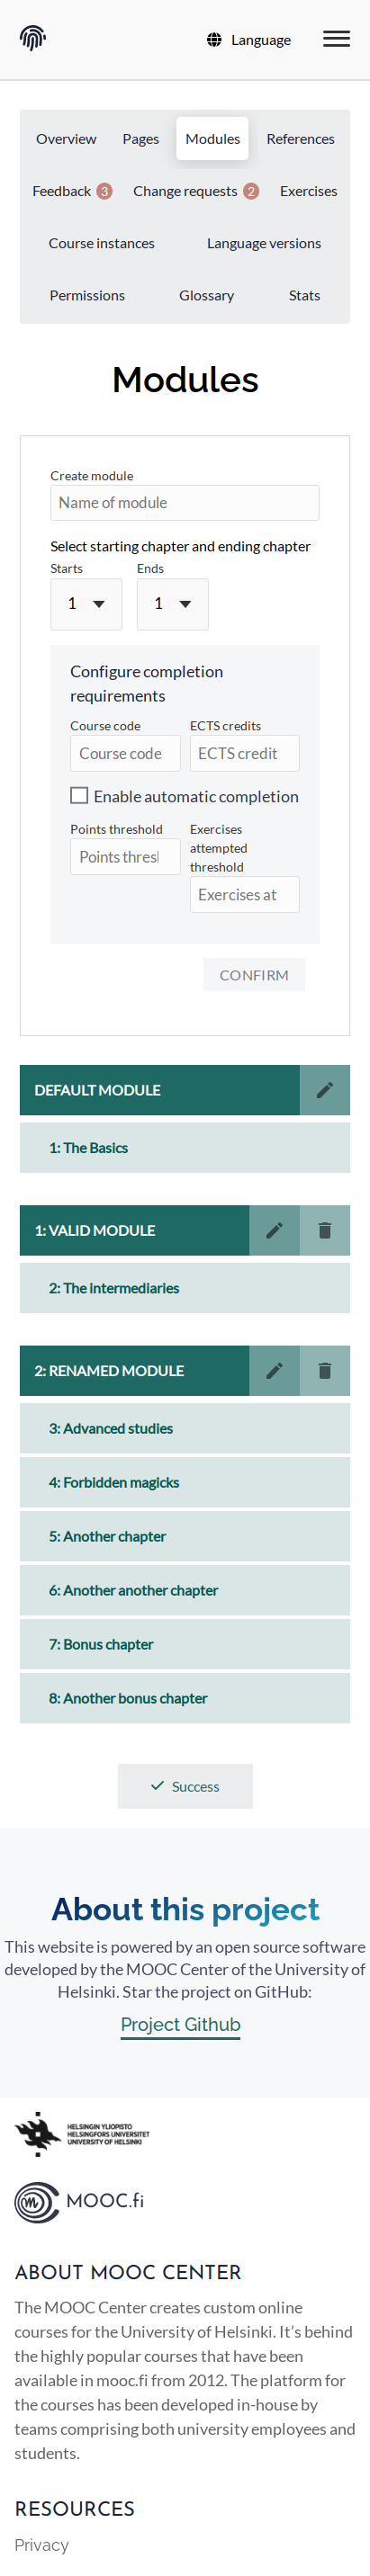 Language
Overview Pages Modules References
Feedback 3 Change requests 2 Exercises
Course instances Language versions
Permissions Glossary Stats
Modules
Create module
Name of module
Select starting chapter and ending chapter
Starts Ends
1 1
Configure completion
requirements
Course code ECTS credits
Course code ECTS credit
Enable automatic completion
Points threshold Exercises
attempted
threshold
Points thresl
Exercises at
CONFIRM
DEFAULT MODULE
1: The Basics
1: VALID MODULE
2: The intermediaries
2: RENAMED MODULE
3: Advanced studies
4: Forbidden magicks
5: Another chapter
6: Another another chapter
7: Bonus chapter
8: Another bonus chapter
Success
About this project
This website is powered by an open source software
developed by the MOOC Center of the University of
Helsinki. Star the project on GitHub:
Project Github
HELSINGIN YLIOPISTO
HELSINGFORS UNIVERSITET
UNIVERSITY OF HELSINKI
MOOC.fi
ABOUT MOOC CENTER
The MOOC Center creates custom online
courses for the University of Helsinki. It’s behind
the highly popular courses that have been
available in mooc.fi from 2012. The platform for
the courses has been developed in-house by
teams comprising both university employees and
students.
RESOURCES
Privacy